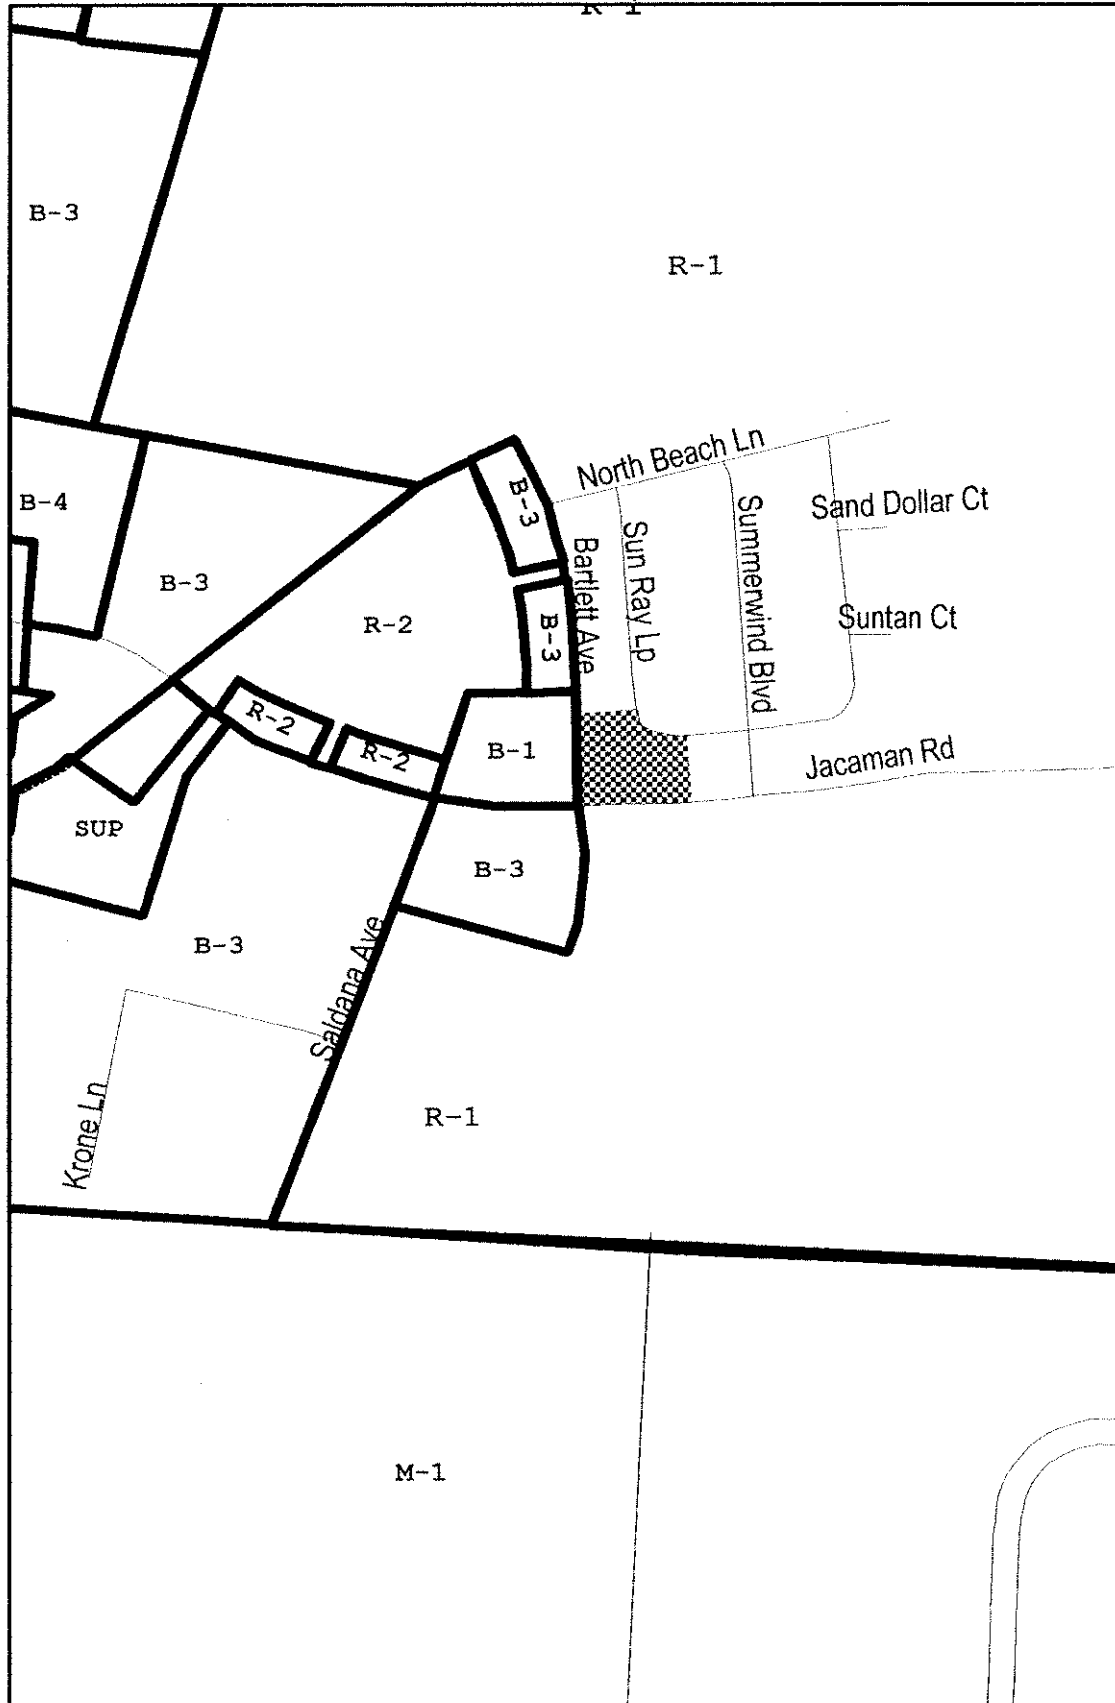 R-1
B-3
R-1
North Beach Ln
B-3
B-4
Sand Dollar Ct
Summerwind Blvd
Sun Ray Lp
Bartlett Ave
B-3
R-2
Suntan Ct
B-3
R-2
R-2
B-1
Jacaman Rd
SUP
B-3
B-3
Saldana Ave
Krone Ln
R-1
M-1